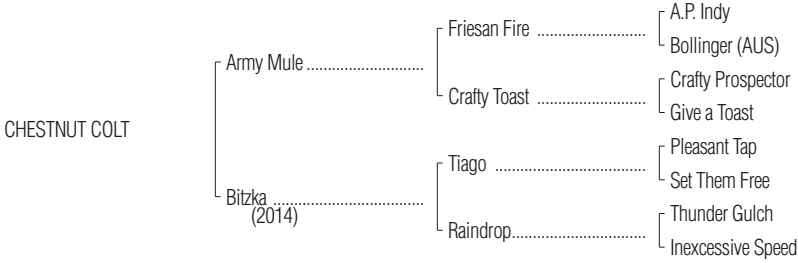 A.P. Indy
Friesan Fire ..........................
Bollinger (AUS)
Army Mule ............................
Crafty Prospector
Crafty Toast ..........................
Give a Toast
CHESTNUT COLT
Pleasant Tap
Tiago ....................................
Set Them Free
Bitzka ....................................
(2014)
Thunder Gulch
Raindrop................................
Inexcessive Speed